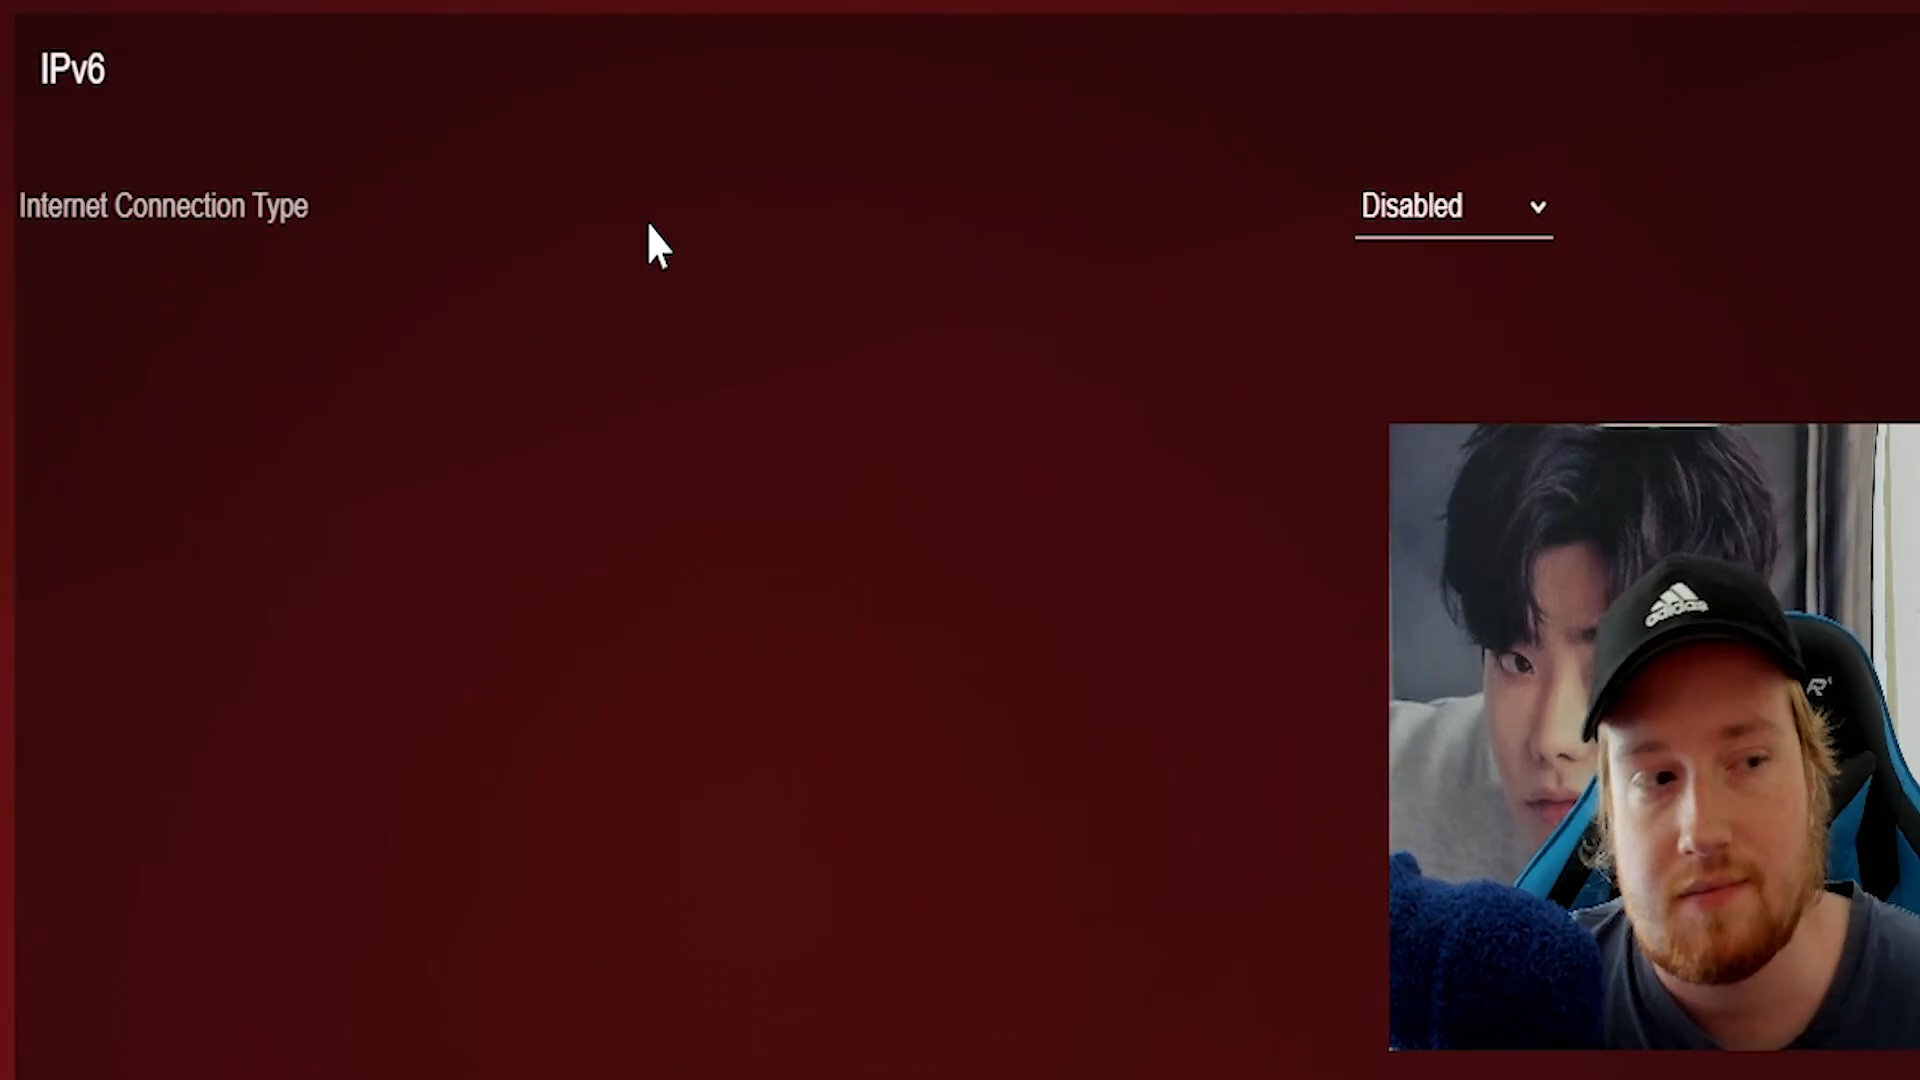 IPv6
Internet Connection Type
Disabled
adidas
R